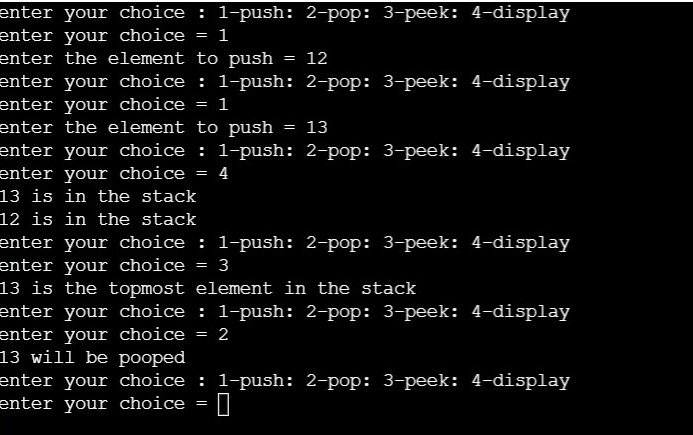 enter your choice : 1-push: 2-pop: 3-peek: 4-display
enter your choice = 1
enter the element to push = 12
enter your choice : 1-push: 2-pop: 3-peek: 4-display
enter your choice = 1
enter the element to push = 13
enter your choice : 1-push: 2-pop: 3-peek: 4-display
enter your choice = 4
13 is in the stack
12 is in the stack
enter your choice : 1-push: 2-pop: 3-peek: 4-display
enter your choice = 3
13 is the topmost element in the stack
enter your choice : 1-push: 2-pop: 3-peek: 4-display
enter your choice = 2
13 will be pooped
enter your choice : 1-push: 2-pop: 3-peek: 4-display
enter your choice =